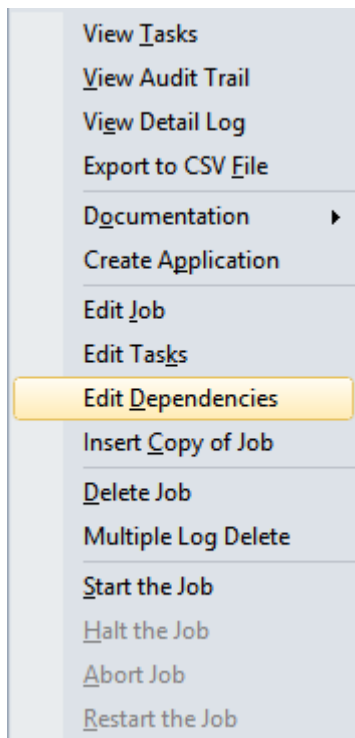 View Tasks
View Audit Trail
View Detail Log
Export to CSV File
Documentation
Create Application
Edit Job
Edit Tasks
Edit Dependencies
Insert Copy of Job
Delete Job
Multiple Log Delete
Start the Job
Halt the Job
Abort Job
Restart the Job